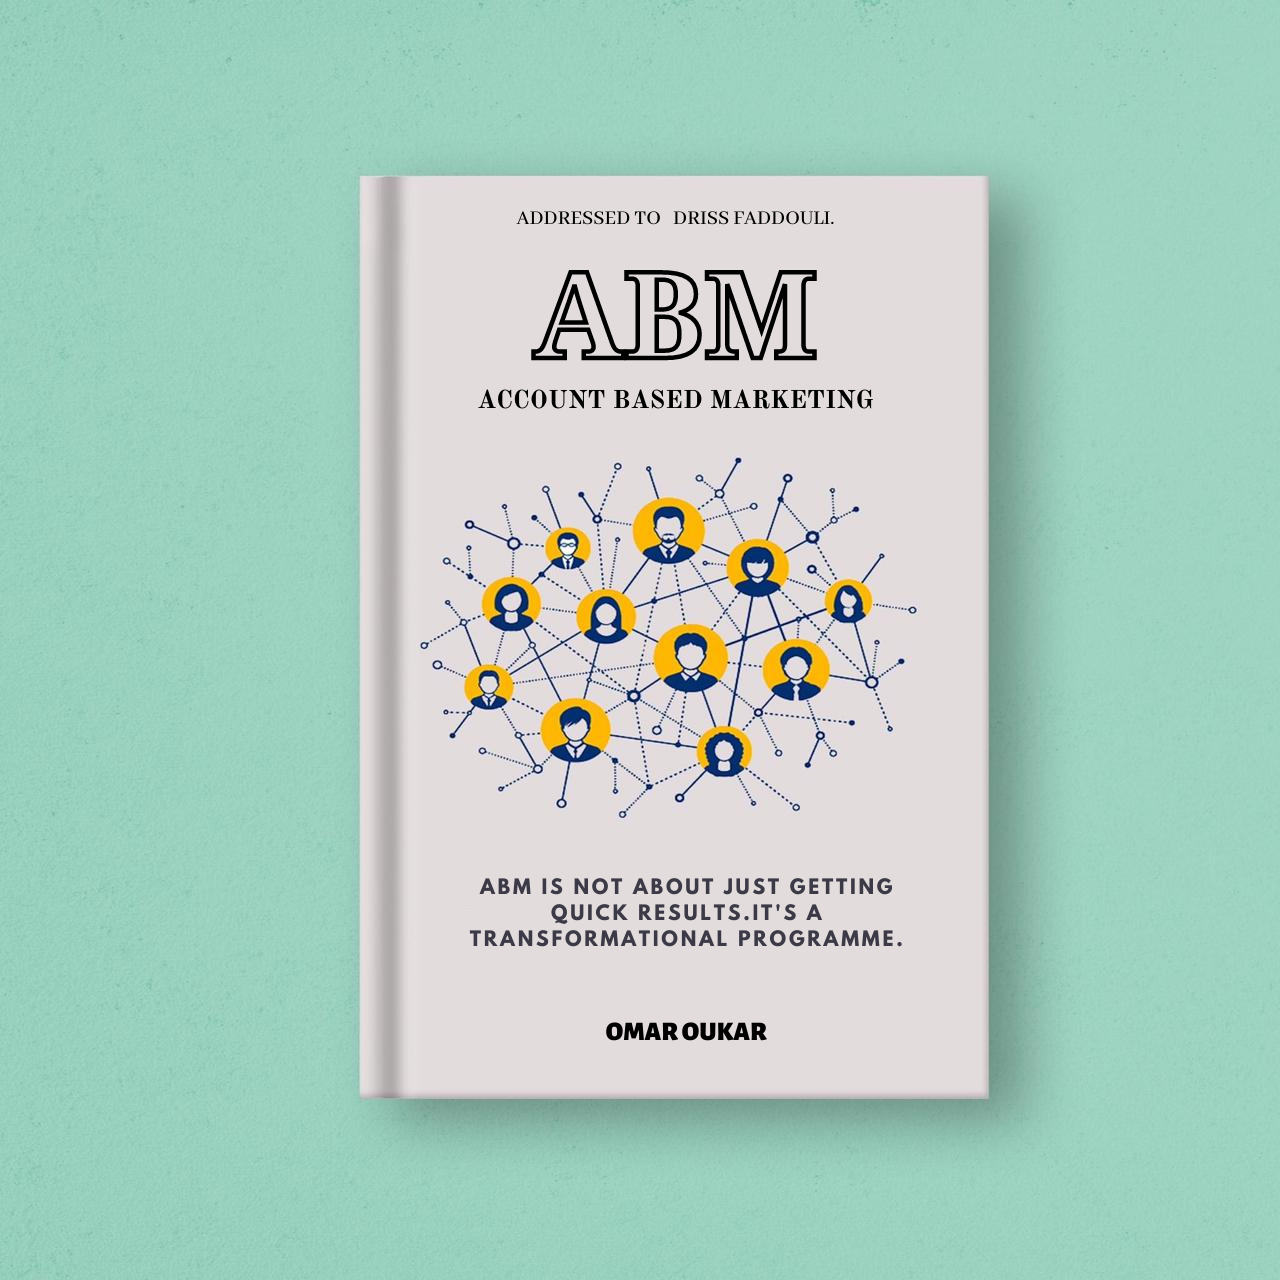 ADDRESSED TO DRISS FADDOULI.
ABM
ACCOUNT BASED MARKETING
ABM IS NOT ABOUT JUST GETTING
QUICK RESULTS.IT'S A
TRANSFORMATIONAL PROGRAMME.
OMAR OUKAR